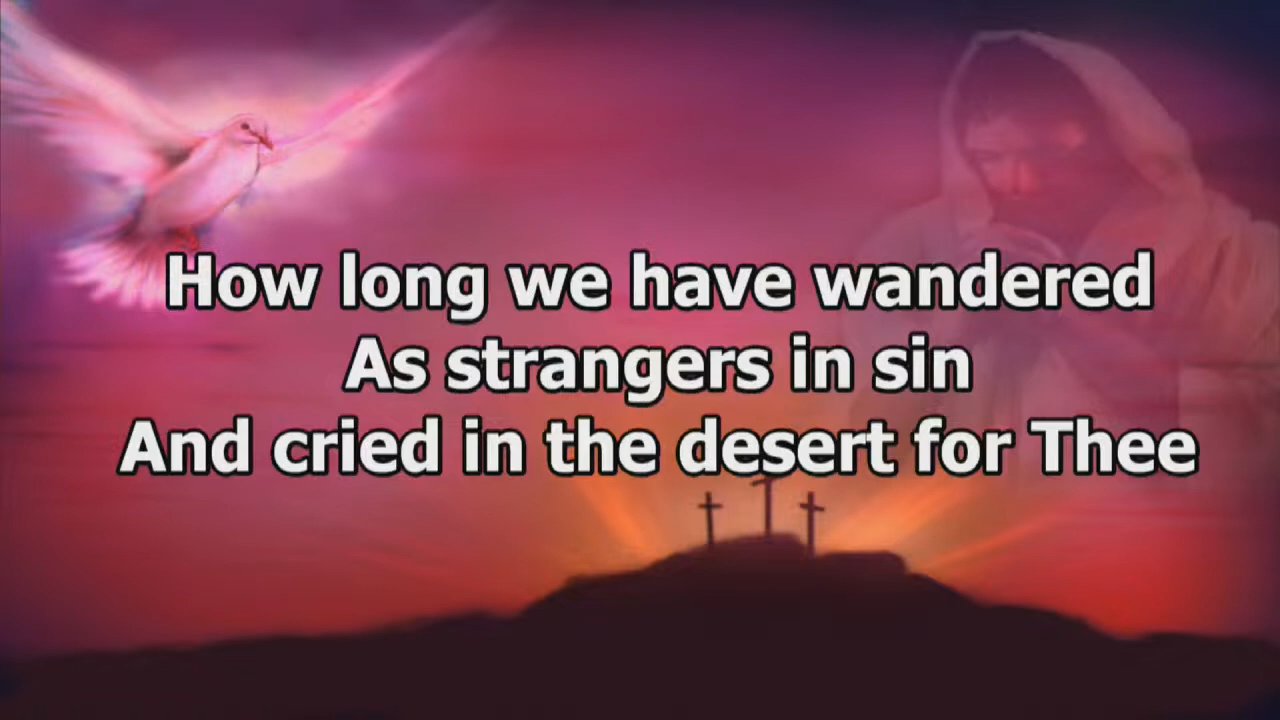 How long we have wandered
As strangers in sin
And cried in the desert for Thee